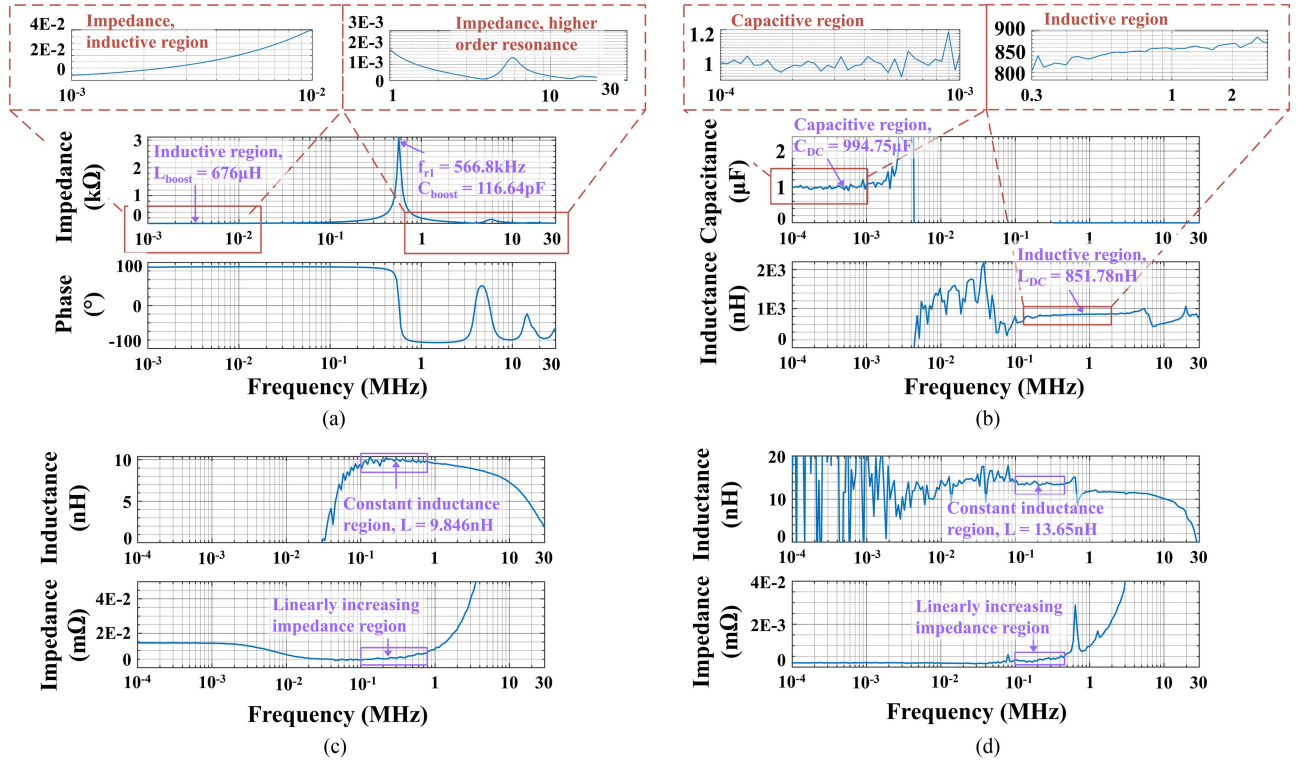 4E-2
2E-2
0
Impedance,
inductive region
10⁻³
10⁻²
3E-3
2E-3
1E-3
0
Impedance, higher
order resonance
1
10
30
Impedance
(kΩ)
3
2
1
0
Inductive region,
L_boost = 676μH
f_r1 = 566.8kHz
C_boost = 116.64pF
10⁻³
10⁻²
10⁻¹
1
10
30
Phase
(°)
100
0
-100
10⁻³
10⁻²
10⁻¹
1
10
30
Frequency (MHz)
(a)
Capacitive region
1.2
1
10⁻⁴
10⁻³
Inductive region
900
850
800
0.3
1
2
Capacitance
(μF)
2
1
0
Capacitive region,
C_DC = 994.75μF
10⁻⁴
10⁻³
10⁻²
10⁻¹
1
10
30
Inductance
(nH)
2E3
1E3
0
Inductive region,
L_DC = 851.78nH
10⁻⁴
10⁻³
10⁻²
10⁻¹
1
10
30
Frequency (MHz)
(b)
Inductance
(nH)
10
5
0
Constant inductance
region, L = 9.846nH
10⁻⁴
10⁻³
10⁻²
10⁻¹
1
10
30
Impedance
(mΩ)
4E-2
2E-2
0
Linearly increasing
impedance region
10⁻⁴
10⁻³
10⁻²
10⁻¹
1
10
30
Frequency (MHz)
(c)
Inductance
(nH)
20
10
0
Constant inductance
region, L = 13.65nH
10⁻⁴
10⁻³
10⁻²
10⁻¹
1
10
30
Impedance
(mΩ)
4E-2
2E-3
0
Linearly increasing
impedance region
10⁻⁴
10⁻³
10⁻²
10⁻¹
1
10
30
Frequency (MHz)
(d)